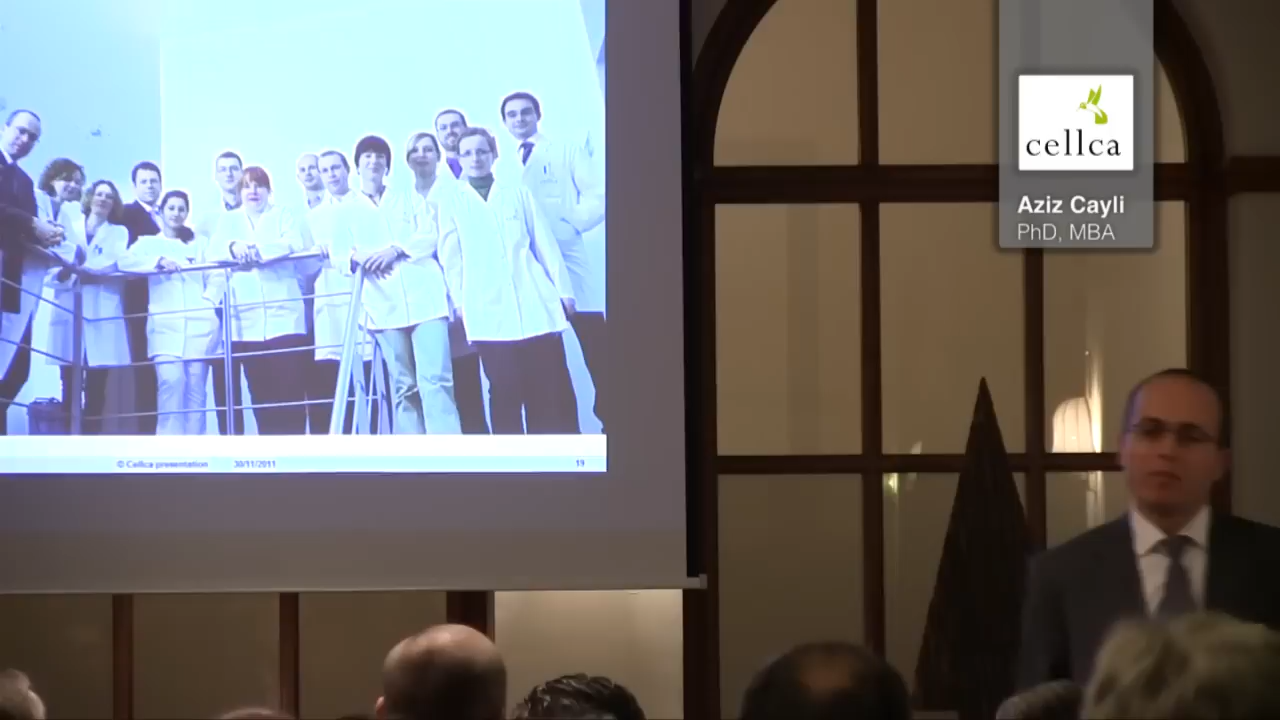 cellca
Aziz Cayli
PhD, MBA
© Cellca presentation 30/11/2011 19